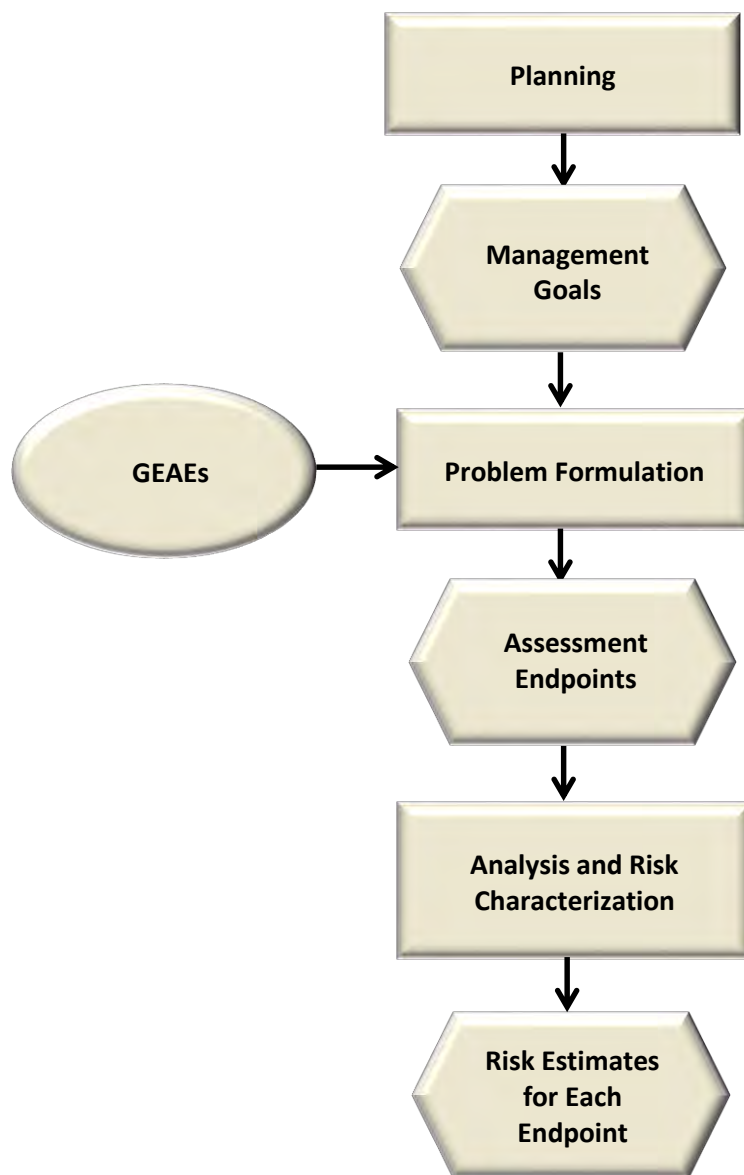 Planning
Management
Goals
GEAEs
Problem Formulation
Assessment
Endpoints
Analysis and Risk
Characterization
Risk Estimates
for Each
Endpoint